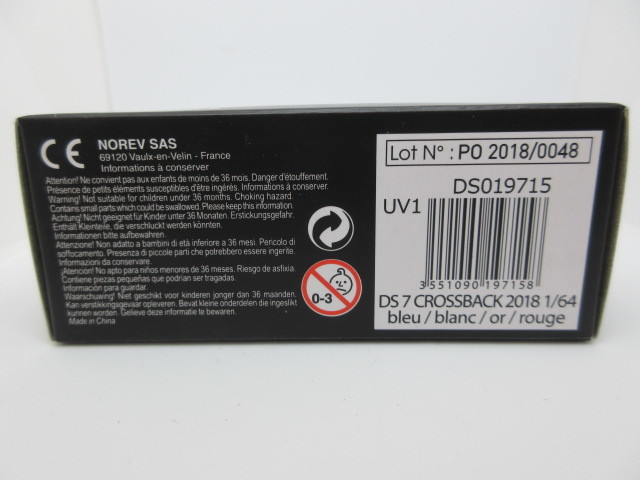 CE
NOREV SAS
69120 Vaulx-en-Velin - France
Informations à conserver
Attention! Ne convient pas aux enfants de moins de 36 mois. Danger d'étouffement.
Présence de petits éléments susceptibles d'être ingérés. Informations à conserver
Warning! Not suitable for children under 36 months. Choking hazard.
Contains small parts which could be swallowed. Please keep this for information.
Achtung! Nicht geeignet für Kinder unter 36 Monaten. Erstickungsgefahr.
Enthält Kleinteile, die verschluckt werden könnten.
Informationen bitte aufbewahren.
Attenzione! Non adatto a bambini di età inferiore a 36 mesi. Pericolo di
soffocamento. Presenza di piccole parti che potrebbero essere ingerite.
Informazioni da conservare.
¡Atención! No apto para niños menores de 36 meses. Riesgo de asfixia.
Contiene piezas pequeñas que podrían ser tragadas.
Información para guardar.
Waarschuwing! Niet geschikt voor kinderen jonger dan 36 maanden.
Kan verstikkingsgevaar opleveren. Bevat kleine onderdelen die ingeslikt
kunnen worden. Gelieve deze informatie te bewaren.
Made in China
0-3
Lot N° : PO 2018/0048
DS019715
UV1
3551090 197158
DS 7 CROSSBACK 2018 1/64
bleu / blanc / or / rouge